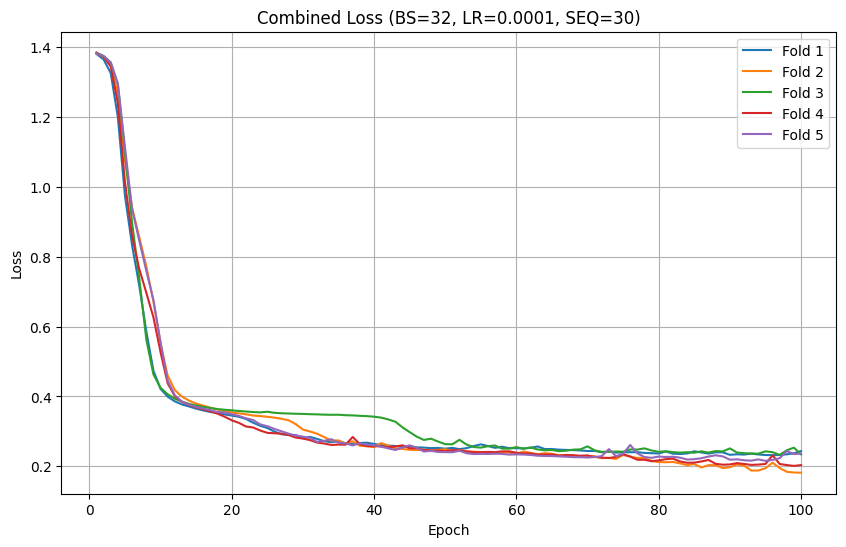 Combined Loss (BS=32, LR=0.0001, SEQ=30)
Fold 1
Fold 2
Fold 3
Fold 4
Fold 5
Loss
1.4
1.2
1.0
0.8
0.6
0.4
0.2
0 20 40 60 80 100
Epoch